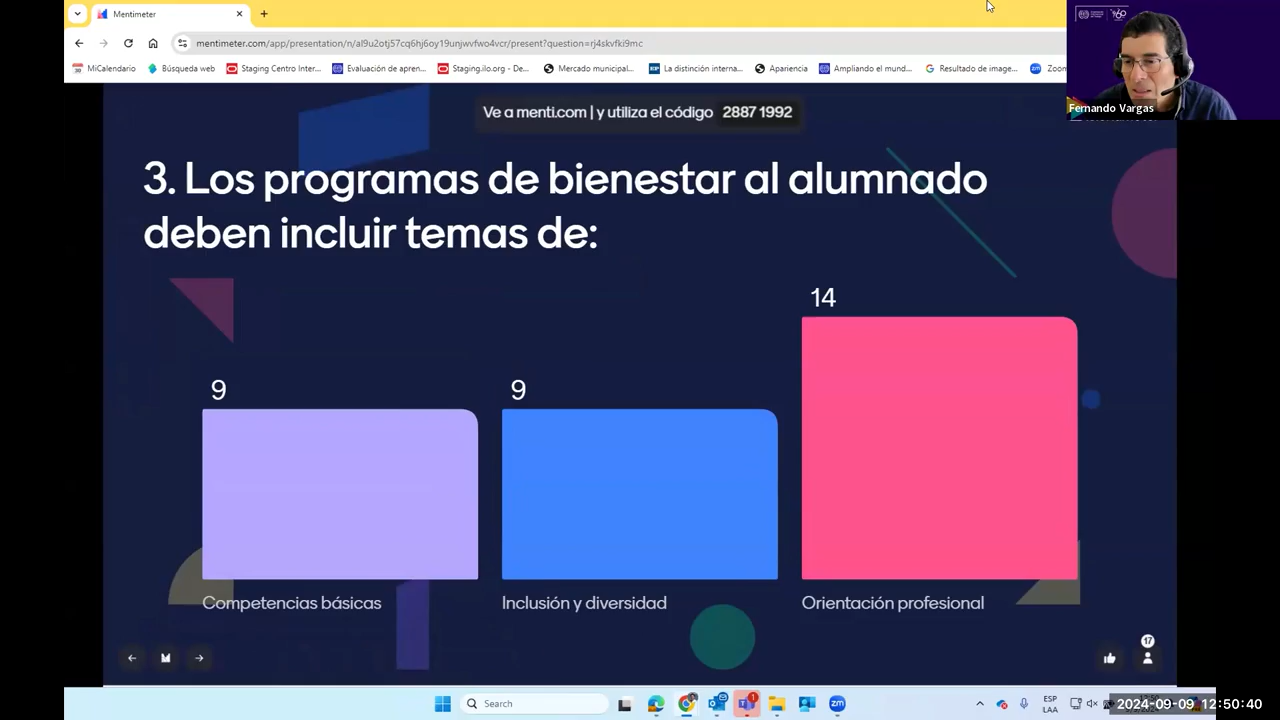 Mentimeter
mentimeter.com/app/presentation/n/al9u2otj57cq6hj6oy19unjwvfwo4vcr/present?question=rj4skvfki9mc
MiCalendario
Búsqueda web
Staging Centro Inter...
Evaluación de apren...
Staging.ilo.org - De...
Mercado municipal...
La distinción interna...
Apariencia
Ampliando el mund...
Resultado de image...
Zoom
Fernando Vargas
Ve a menti.com | y utiliza el código 2887 1992
3. Los programas de bienestar al alumnado
deben incluir temas de:
14
9
9
Competencias básicas
Inclusión y diversidad
Orientación profesional
17
Search
ESP
LAA
2024-09-09 12:50:40